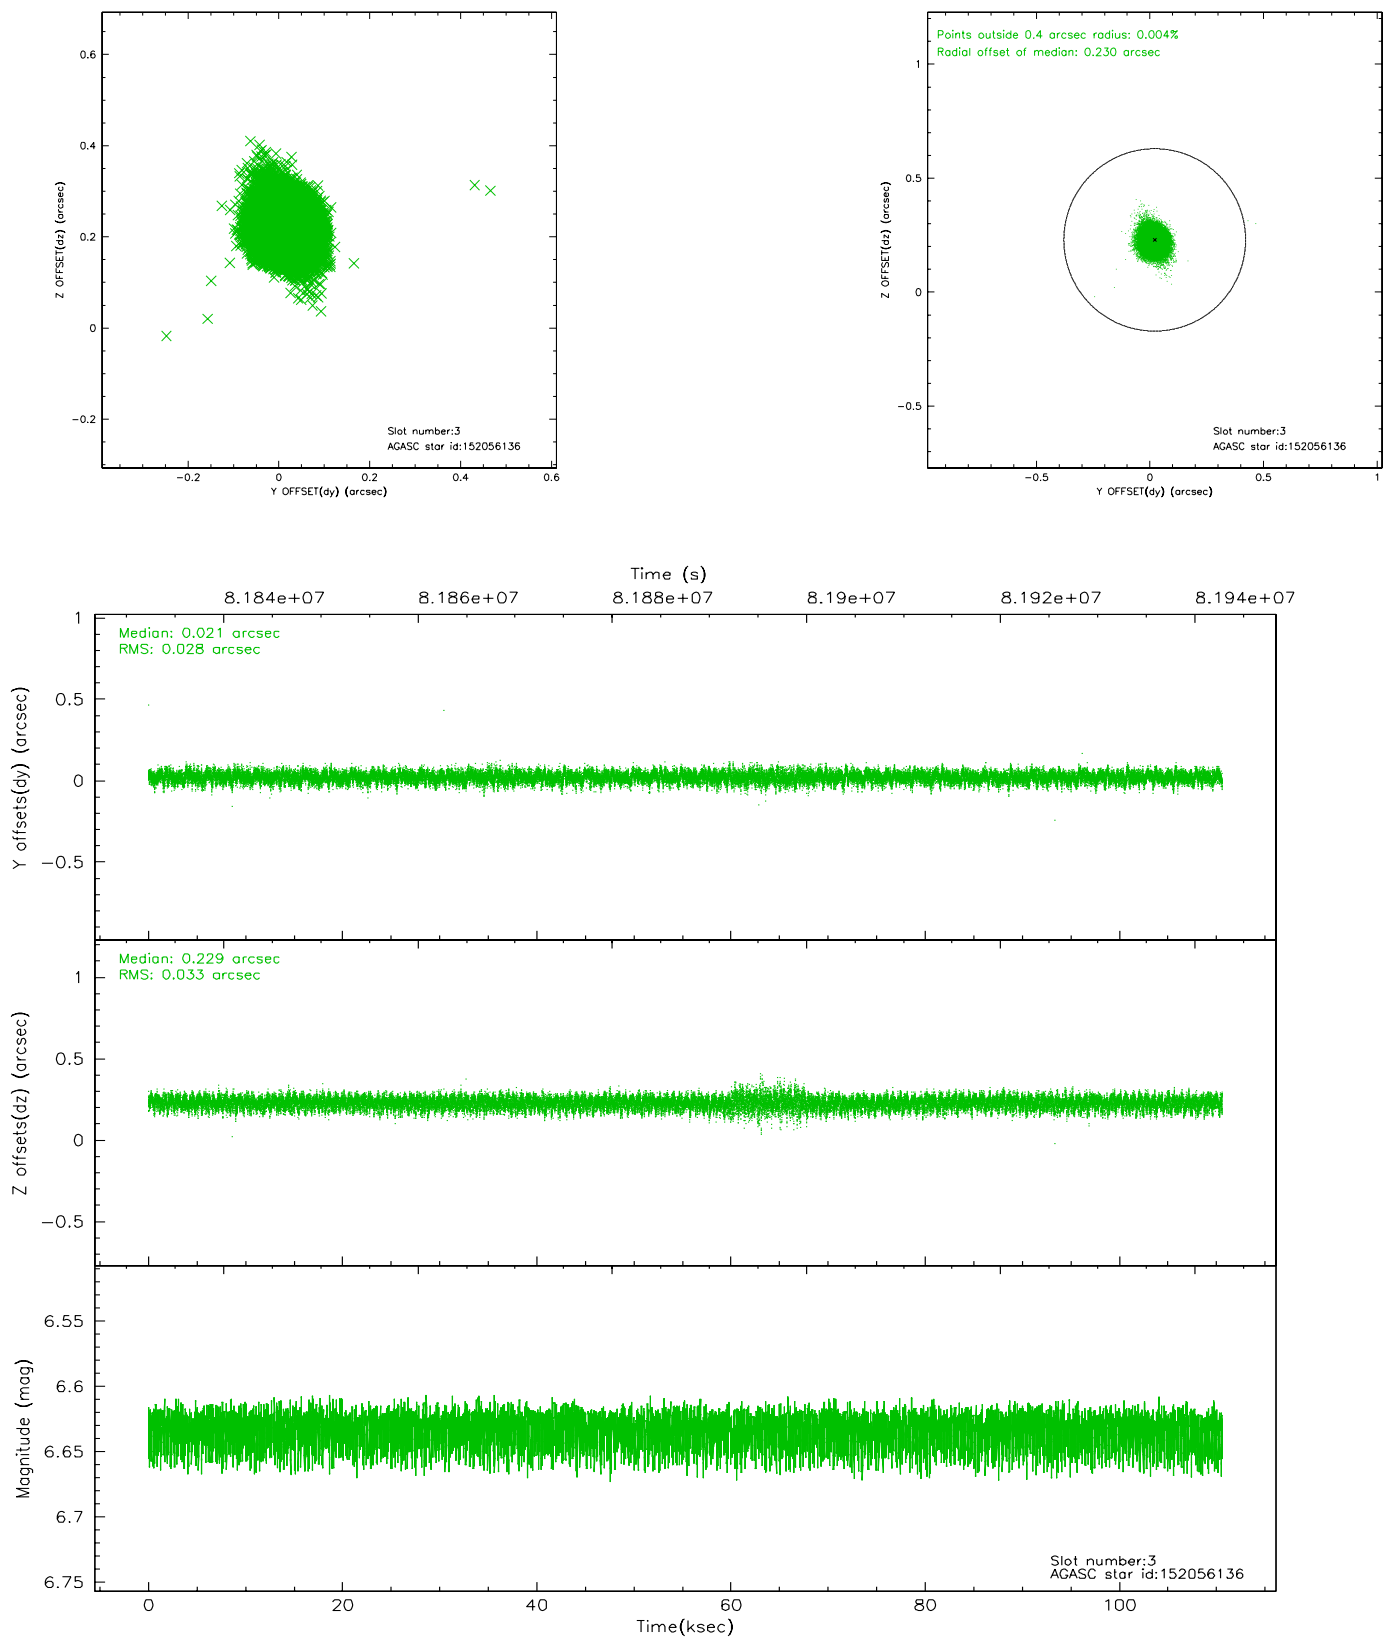 0.6
0.4
0.2
0
−0.2
Z OFFSET(dz) (arcsec)
Slot number:3
AGASC star id:152056136
−0.2 0 0.2 0.4 0.6
Y OFFSET(dy) (arcsec)
Points outside 0.4 arcsec radius: 0.004%
Radial offset of median: 0.230 arcsec
1
0.5
0
−0.5
Z OFFSET(dz) (arcsec)
Slot number:3
AGASC star id:152056136
−0.5 0 0.5 1
Y OFFSET(dy) (arcsec)
Time (s)
8.184e+07 8.186e+07 8.188e+07 8.19e+07 8.192e+07 8.194e+07
Median: 0.021 arcsec
RMS: 0.028 arcsec
1
0.5
0
−0.5
Y offsets(dy) (arcsec)
Median: 0.229 arcsec
RMS: 0.033 arcsec
1
0.5
0
−0.5
Z offsets(dz) (arcsec)
6.55
6.6
6.65
6.7
6.75
Magnitude (mag)
Slot number:3
AGASC star id:152056136
0 20 40 60 80 100
Time(ksec)